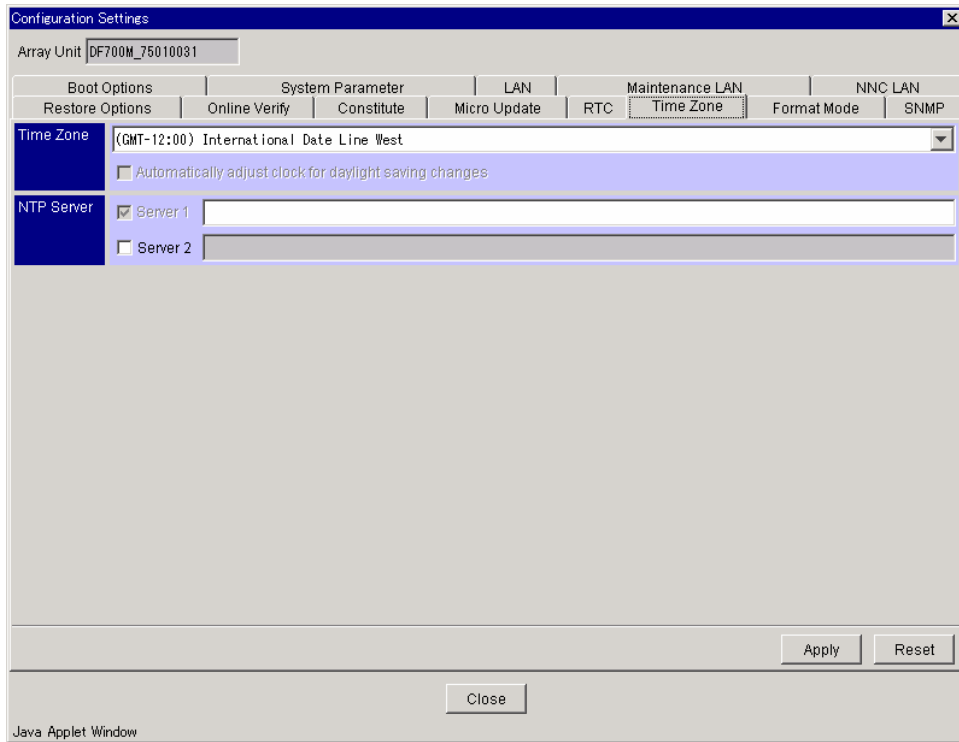 Configuration Settings
Array Unit DF700M_75010031
Boot Options System Parameter LAN Maintenance LAN NNC LAN
Restore Options Online Verify Constitute Micro Update RTC Time Zone Format Mode SNMP
Time Zone (GMT-12:00) International Date Line West
Automatically adjust clock for daylight saving changes
NTP Server Server 1
Server 2
Apply Reset
Close
Java Applet Window